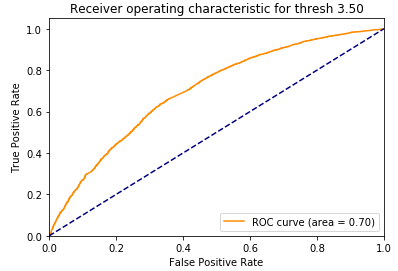 Receiver operating characteristic for thresh 3.50
True Positive Rate
1.0
0.8
0.6
0.4
0.2
0.0
ROC curve (area = 0.70)
0.0 0.2 0.4 0.6 0.8 1.0
False Positive Rate